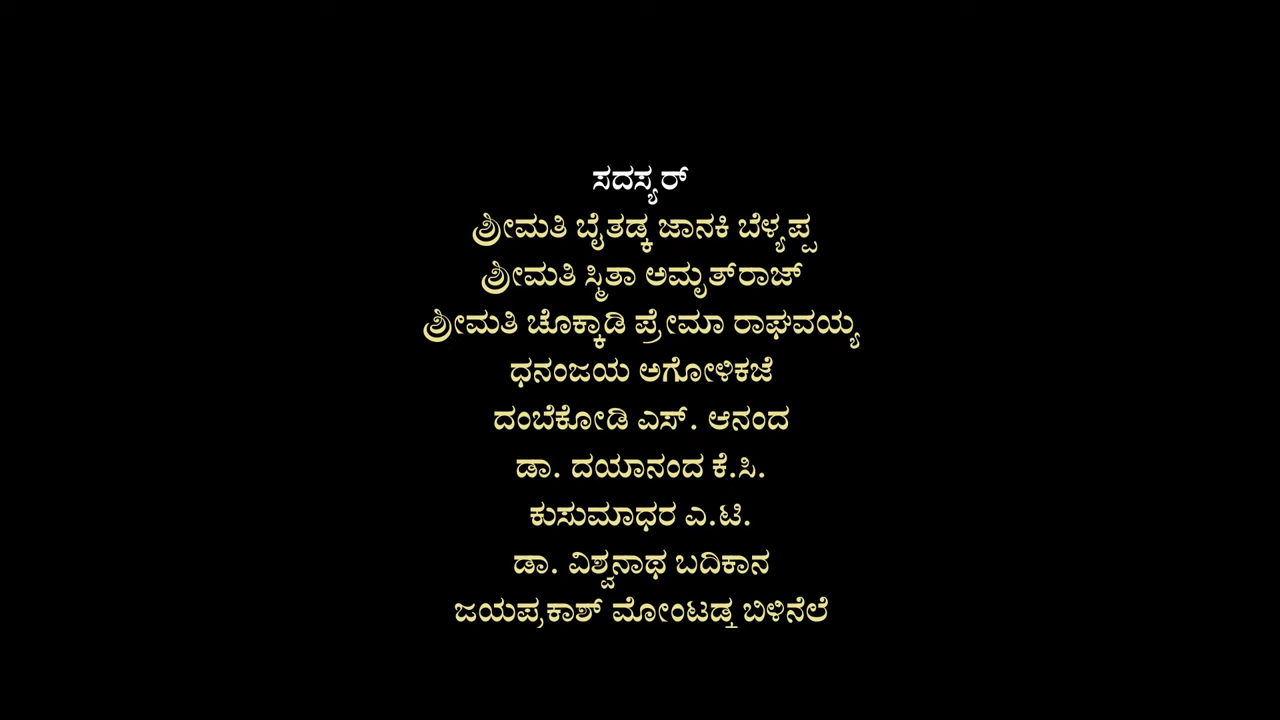 ಸದಸ್ಯರ್
ಶ್ರೀಮತಿ ಬೈತಡ್ಕ ಜಾನಕಿ ಬೆಳ್ಯಪ್ಪ
ಶ್ರೀಮತಿ ಸ್ಮಿತಾ ಅಮೃತ್‌ರಾಜ್
ಶ್ರೀಮತಿ ಚೊಕ್ಕಾಡಿ ಪ್ರೇಮಾ ರಾಘವಯ್ಯ
ಧನಂಜಯ ಅಗೋಳಿಕಜೆ
ದಂಬೆಕೋಡಿ ಎಸ್. ಆನಂದ
ಡಾ. ದಯಾನಂದ ಕೆ.ಸಿ.
ಕುಸುಮಾಧರ ಎ.ಟಿ.
ಡಾ. ವಿಶ್ವನಾಥ ಬದಿಕಾನ
ಜಯಪ್ರಕಾಶ್ ಮೋಂಟಡ್ಕ ಬಿಳಿನೆಲೆ